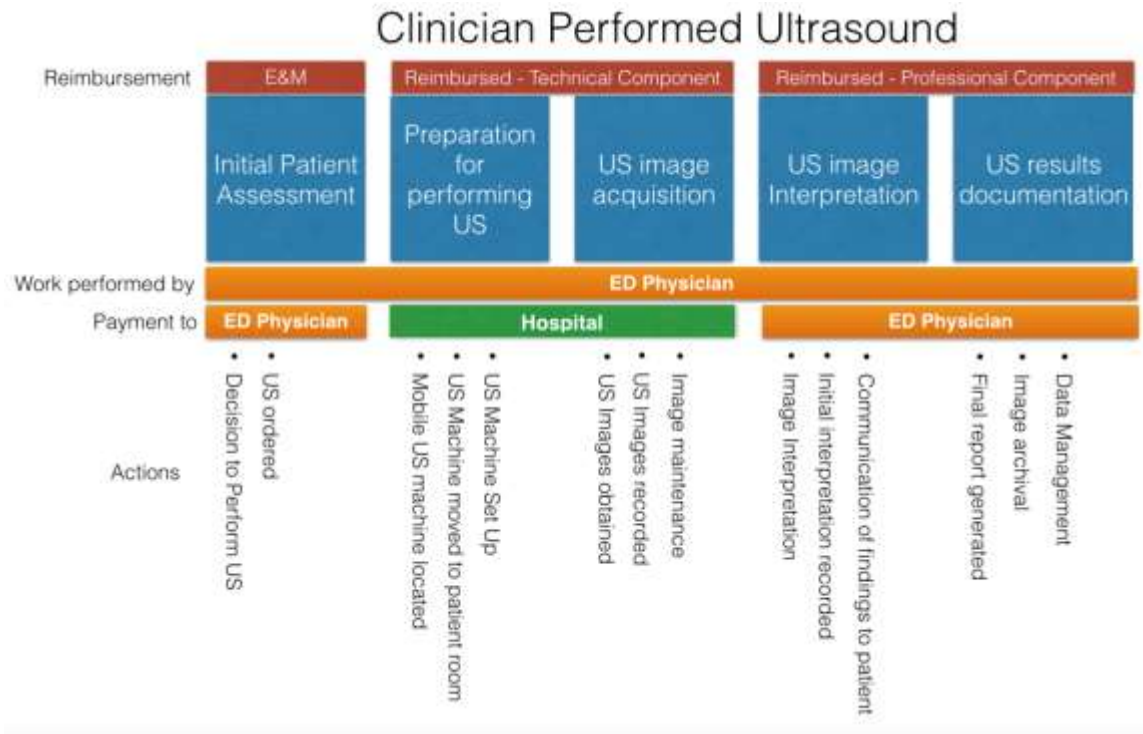 Clinician Performed Ultrasound
Reimbursement
E&M
Reimbursed - Technical Component
Reimbursed - Professional Component
Initial Patient
Assessment
Preparation
for
performing
US
US image
acquisition
US image
Interpretation
US results
documentation
Work performed by
ED Physician
Payment to
ED Physician
Hospital
ED Physician
Actions
• Decision to Perform US
• US ordered
• Mobile US machine located
• US Machine moved to patient room
• US Machine Set Up
• US Images obtained
• US Images recorded
• Image maintenance
• Image Interpretation
• Initial interpretation recorded
• Communication of findings to patient
• Final report generated
• Image archival
• Data Management